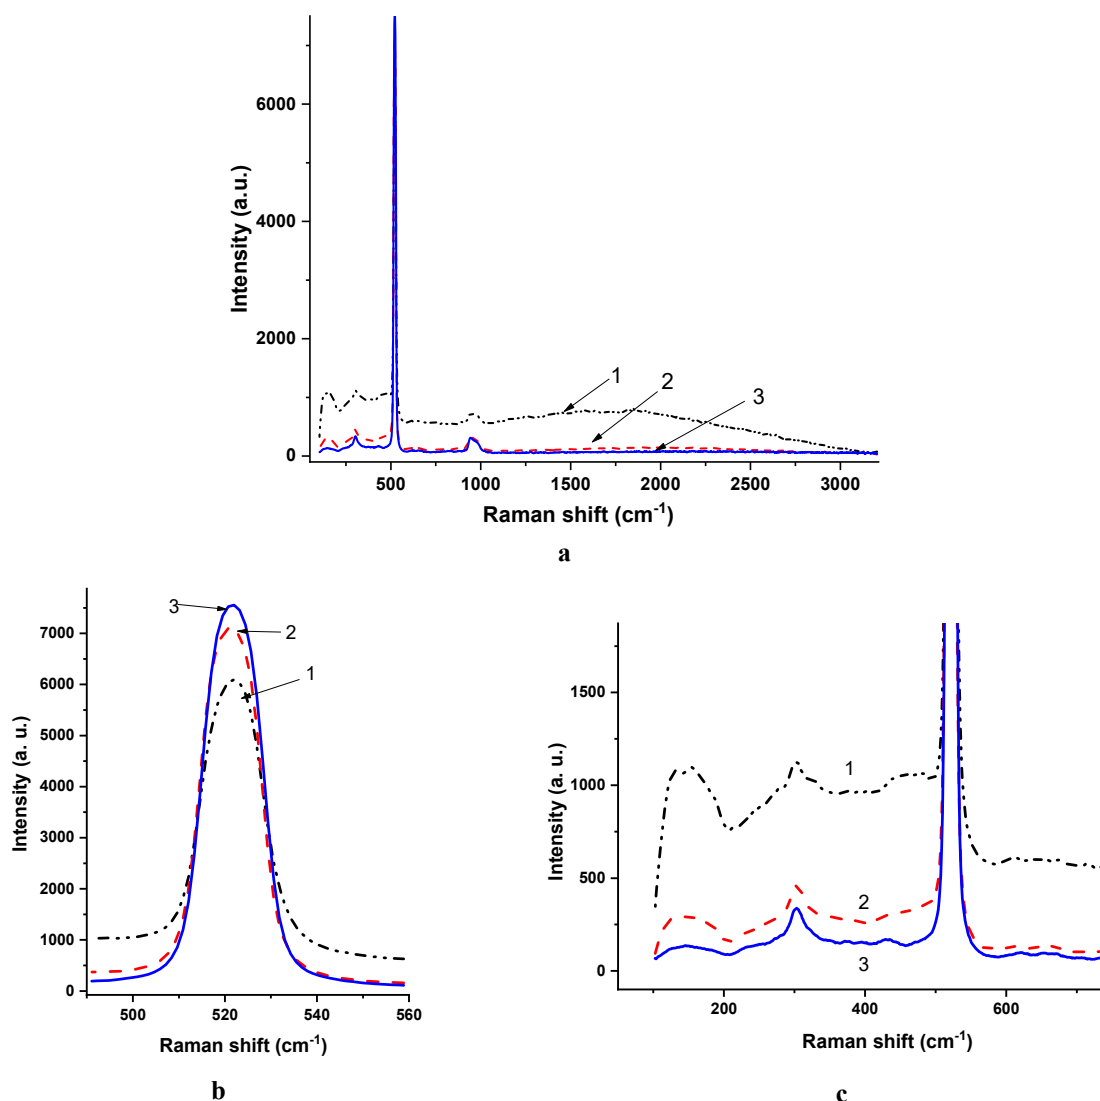 6000
4000
2000
0
Intensity (a.u.)
1
2
3
500 1000 1500 2000 2500 3000
Raman shift (cm⁻¹)
a
7000
6000
5000
4000
3000
2000
1000
0
Intensity (a. u.)
3
2
1
500 520 540 560
Raman shift (cm⁻¹)
b
1500
1000
500
0
Intensity (a. u.)
1
2
3
200 400 600
Raman shift (cm⁻¹)
c